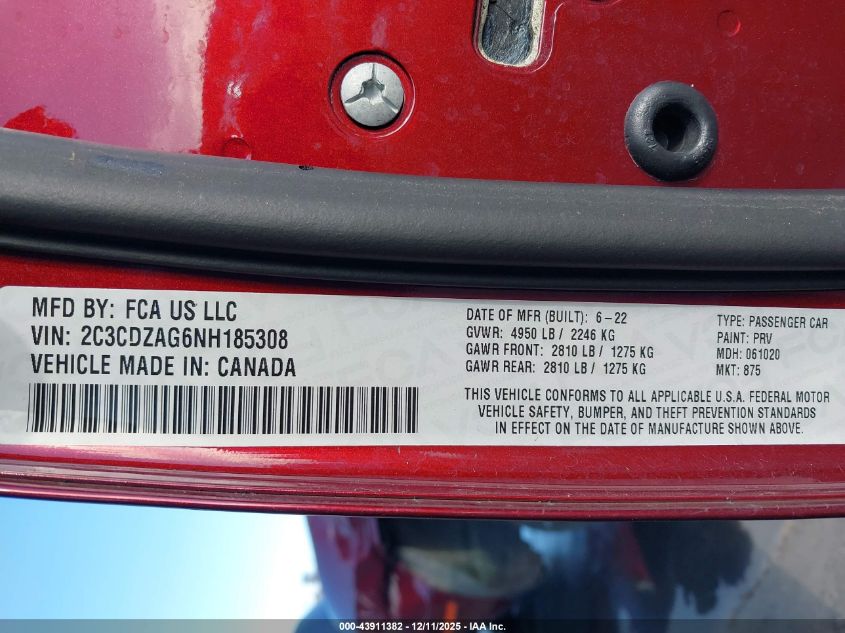 MFD BY: FCA US LLC
VIN: 2C3CDZAG6NH185308
VEHICLE MADE IN: CANADA
DATE OF MFR (BUILT): 6-22
GVWR: 4950 LB / 2246 KG
GAWR FRONT: 2810 LB / 1275 KG
GAWR REAR: 2810 LB / 1275 KG
TYPE: PASSENGER CAR
PAINT: PRV
MDH: 061020
MKT: 875
THIS VEHICLE CONFORMS TO ALL APPLICABLE U.S.A. FEDERAL MOTOR
VEHICLE SAFETY, BUMPER, AND THEFT PREVENTION STANDARDS
IN EFFECT ON THE DATE OF MANUFACTURE SHOWN ABOVE.
000-43911382 - 12/11/2025 - IAA Inc.